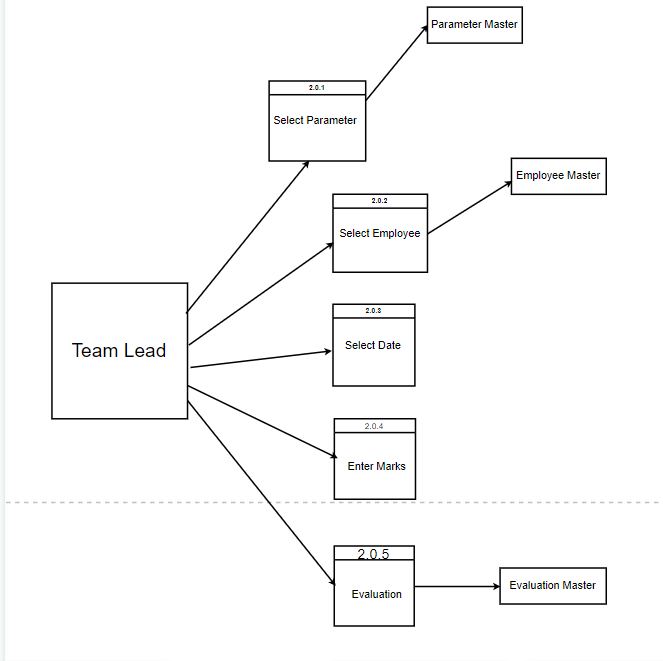 Parameter Master
2.0.1
Select Parameter
Employee Master
2.0.2
Select Employee
2.0.3
Select Date
Team Lead
2.0.4
Enter Marks
2.0.5
Evaluation
Evaluation Master